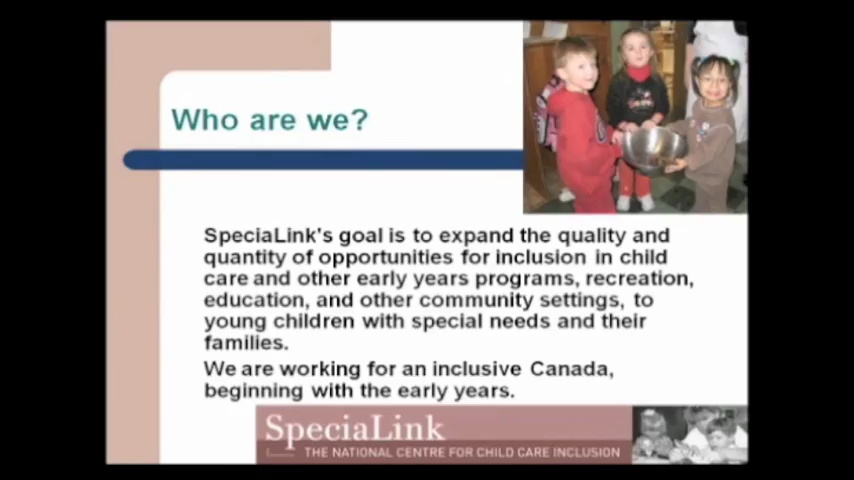 Who are we?
SpeciaLink's goal is to expand the quality and
quantity of opportunities for inclusion in child
care and other early years programs, recreation,
education, and other community settings, to
young children with special needs and their
families.
We are working for an inclusive Canada,
beginning with the early years.
SpeciaLink
THE NATIONAL CENTRE FOR CHILD CARE INCLUSION